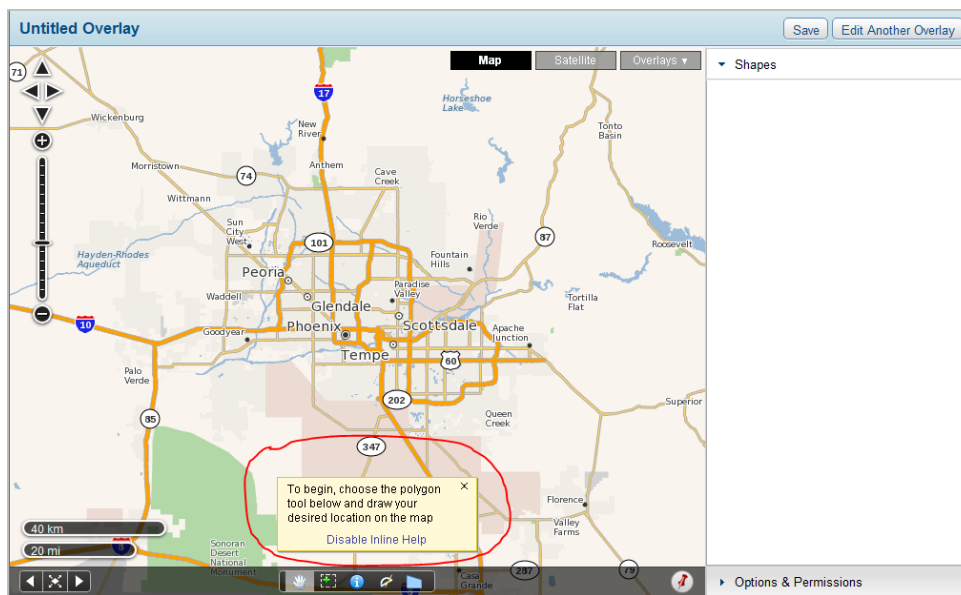 Untitled Overlay
Save
Edit Another Overlay
Map
Satellite
Overlays ▾
Shapes
71
17
Horseshoe
Lake
Wickenburg
New
River
Tonto
Basin
Anthem
Morristown
74
Cave
Creek
Wittmann
Rio
Verde
Sun
City
West
101
87
Roosevelt
Hayden-Rhodes
Aqueduct
Fountain
Hills
Peoria
Paradise
Valley
Waddell
Glendale
Tortilla
Flat
10
Phoenix
Scottsdale
Goodyear
Apache
Junction
Tempe
60
Palo
Verde
202
Superior
85
Queen
Creek
347
To begin, choose the polygon
tool below and draw your
desired location on the map
Disable Inline Help
Florence
Valley
Farms
40 km
20 mi
8
Sonoran
Desert
National
Monument
Casa
Grande
287
79
Options & Permissions